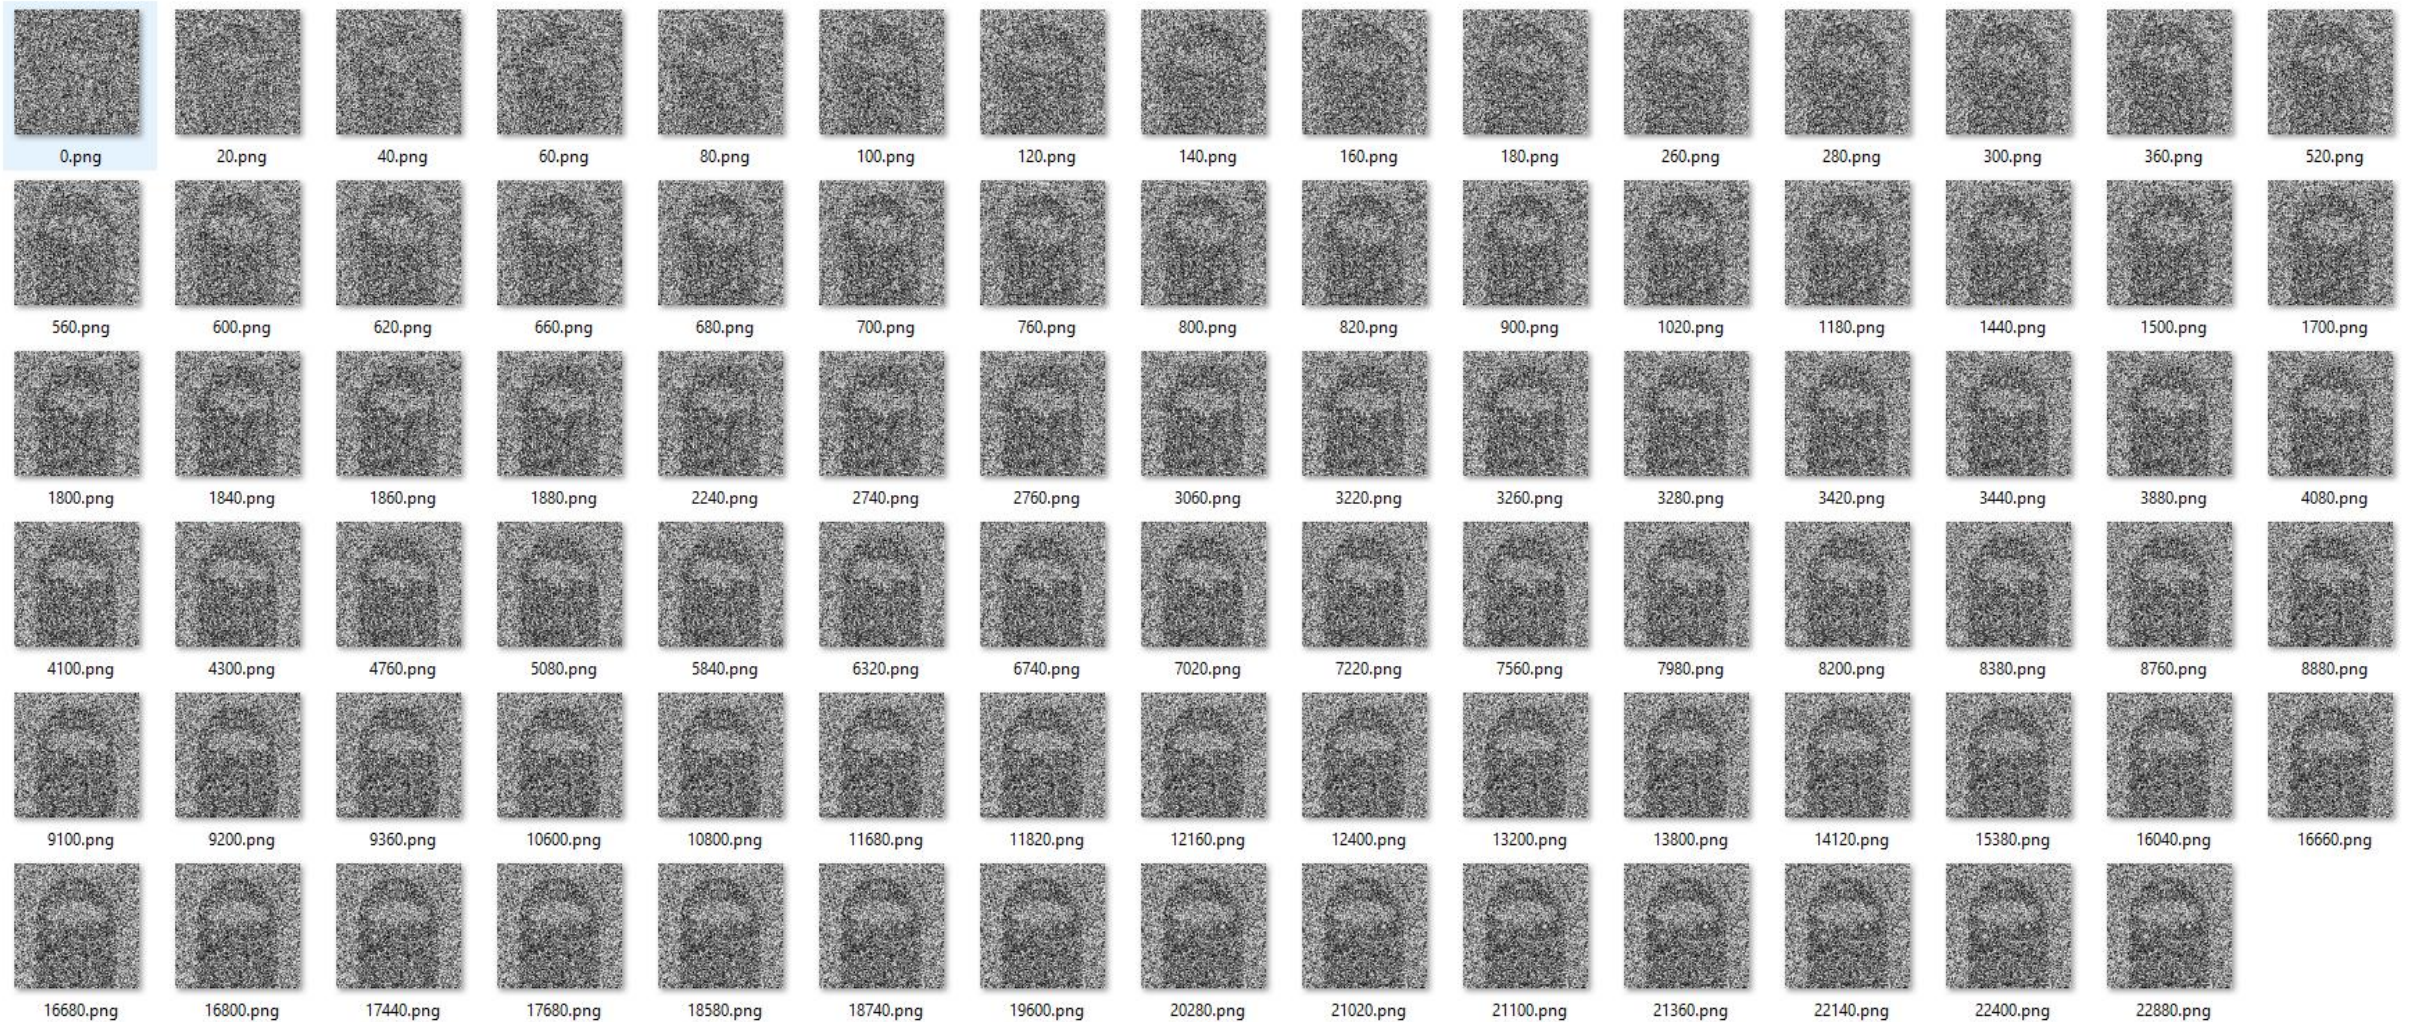 0.png 20.png 40.png 60.png 80.png 100.png 120.png 140.png 160.png 180.png 260.png 280.png 300.png 360.png 520.png
560.png 600.png 620.png 660.png 680.png 700.png 760.png 800.png 820.png 900.png 1020.png 1180.png 1440.png 1500.png 1700.png
1800.png 1840.png 1860.png 1880.png 2240.png 2740.png 2760.png 3060.png 3220.png 3260.png 3280.png 3420.png 3440.png 3880.png 4080.png
4100.png 4300.png 4760.png 5080.png 5840.png 6320.png 6740.png 7020.png 7220.png 7560.png 7980.png 8200.png 8380.png 8760.png 8880.png
9100.png 9200.png 9360.png 10600.png 10800.png 11680.png 11820.png 12160.png 12400.png 13200.png 13800.png 14120.png 15380.png 16040.png 16660.png
16680.png 16800.png 17440.png 17680.png 18580.png 18740.png 19600.png 20280.png 21020.png 21100.png 21360.png 22140.png 22400.png 22880.png